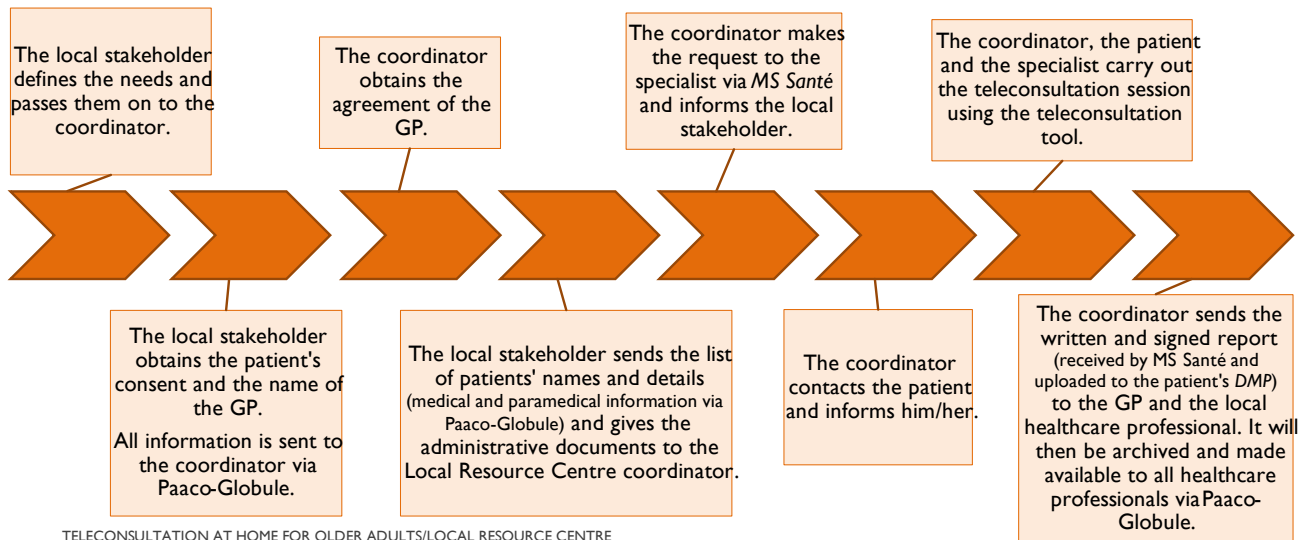 The local stakeholder
defines the needs and
passes them on to the
coordinator.
The local stakeholder
obtains the patient's
consent and the name of
the GP.
All information is sent to
the coordinator via
Paaco-Globule.
The coordinator
obtains the
agreement of the
GP.
The local stakeholder sends the list
of patients' names and details
(medical and paramedical information via
Paaco-Globule) and gives the
administrative documents to the
Local Resource Centre coordinator.
The coordinator makes
the request to the
specialist via MS Santé
and informs the local
stakeholder.
The coordinator
contacts the patient
and informs him/her.
The coordinator, the patient
and the specialist carry out
the teleconsultation session
using the teleconsultation
tool.
The coordinator sends the
written and signed report
(received by MS Santé and
uploaded to the patient's DMP)
to the GP and the local
healthcare professional. It will
then be archived and made
available to all healthcare
professionals via Paaco-
Globule.
TELECONSULTATION AT HOME FOR OLDER ADULTS/LOCAL RESOURCE CENTRE